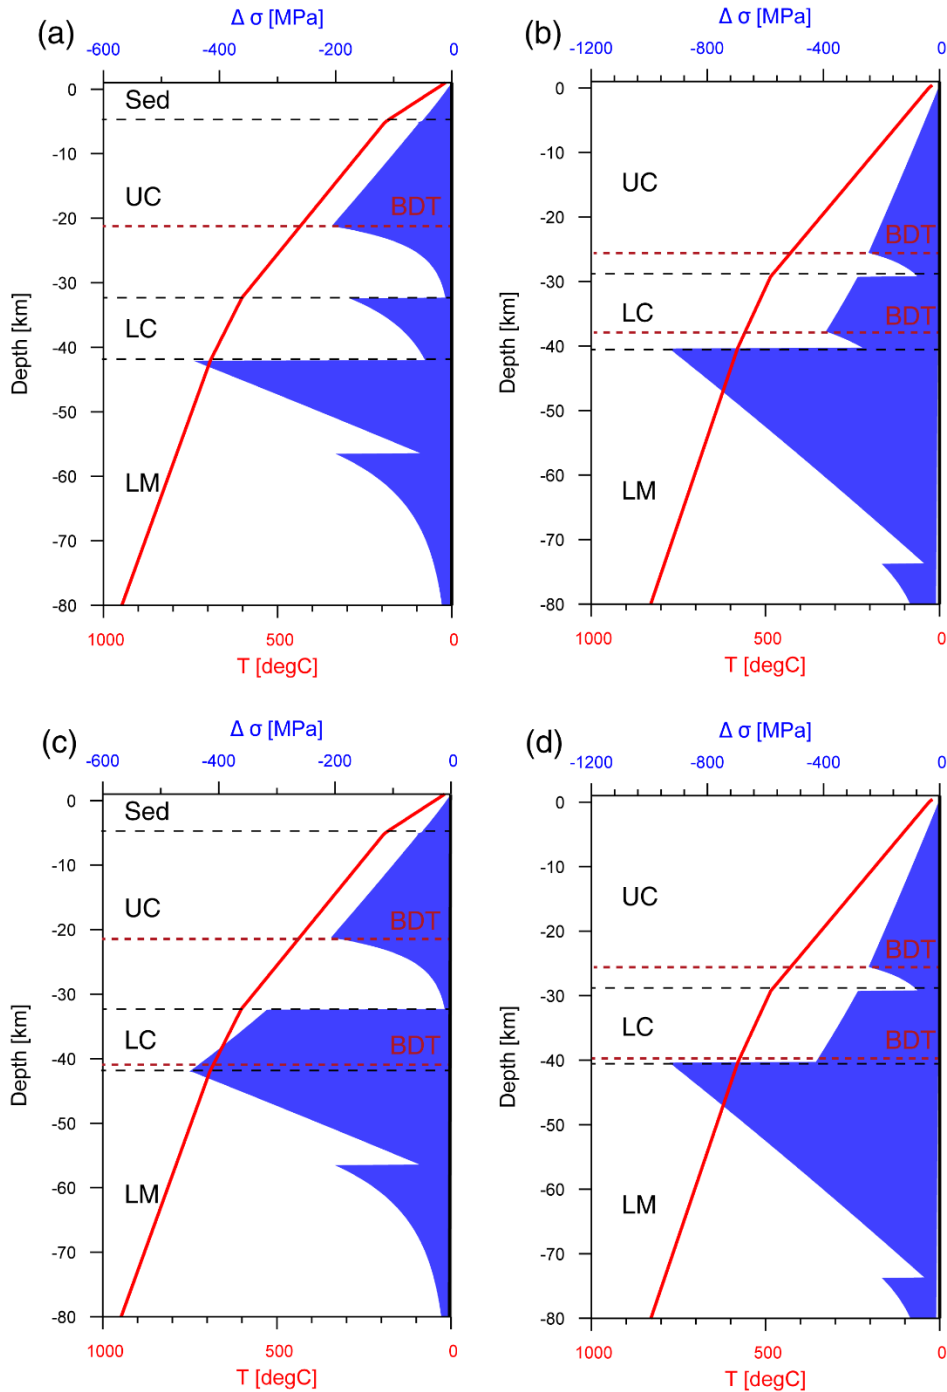 (a)
Δ σ [MPa]
-600 -400 -200 0
0
-10
-20
-30
-40
-50
-60
-70
-80
Depth [km]
Sed
UC
BDT
LC
LM
1000 500 0
T [degC]
(b)
Δ σ [MPa]
-1200 -800 -400 0
0
-10
-20
-30
-40
-50
-60
-70
-80
Depth [km]
UC
BDT
LC
BDT
LM
1000 500 0
T [degC]
(c)
Δ σ [MPa]
-600 -400 -200 0
0
-10
-20
-30
-40
-50
-60
-70
-80
Depth [km]
Sed
UC
BDT
LC
BDT
LM
1000 500 0
T [degC]
(d)
Δ σ [MPa]
-1200 -800 -400 0
0
-10
-20
-30
-40
-50
-60
-70
-80
Depth [km]
UC
BDT
LC
BDT
LM
1000 500 0
T [degC]